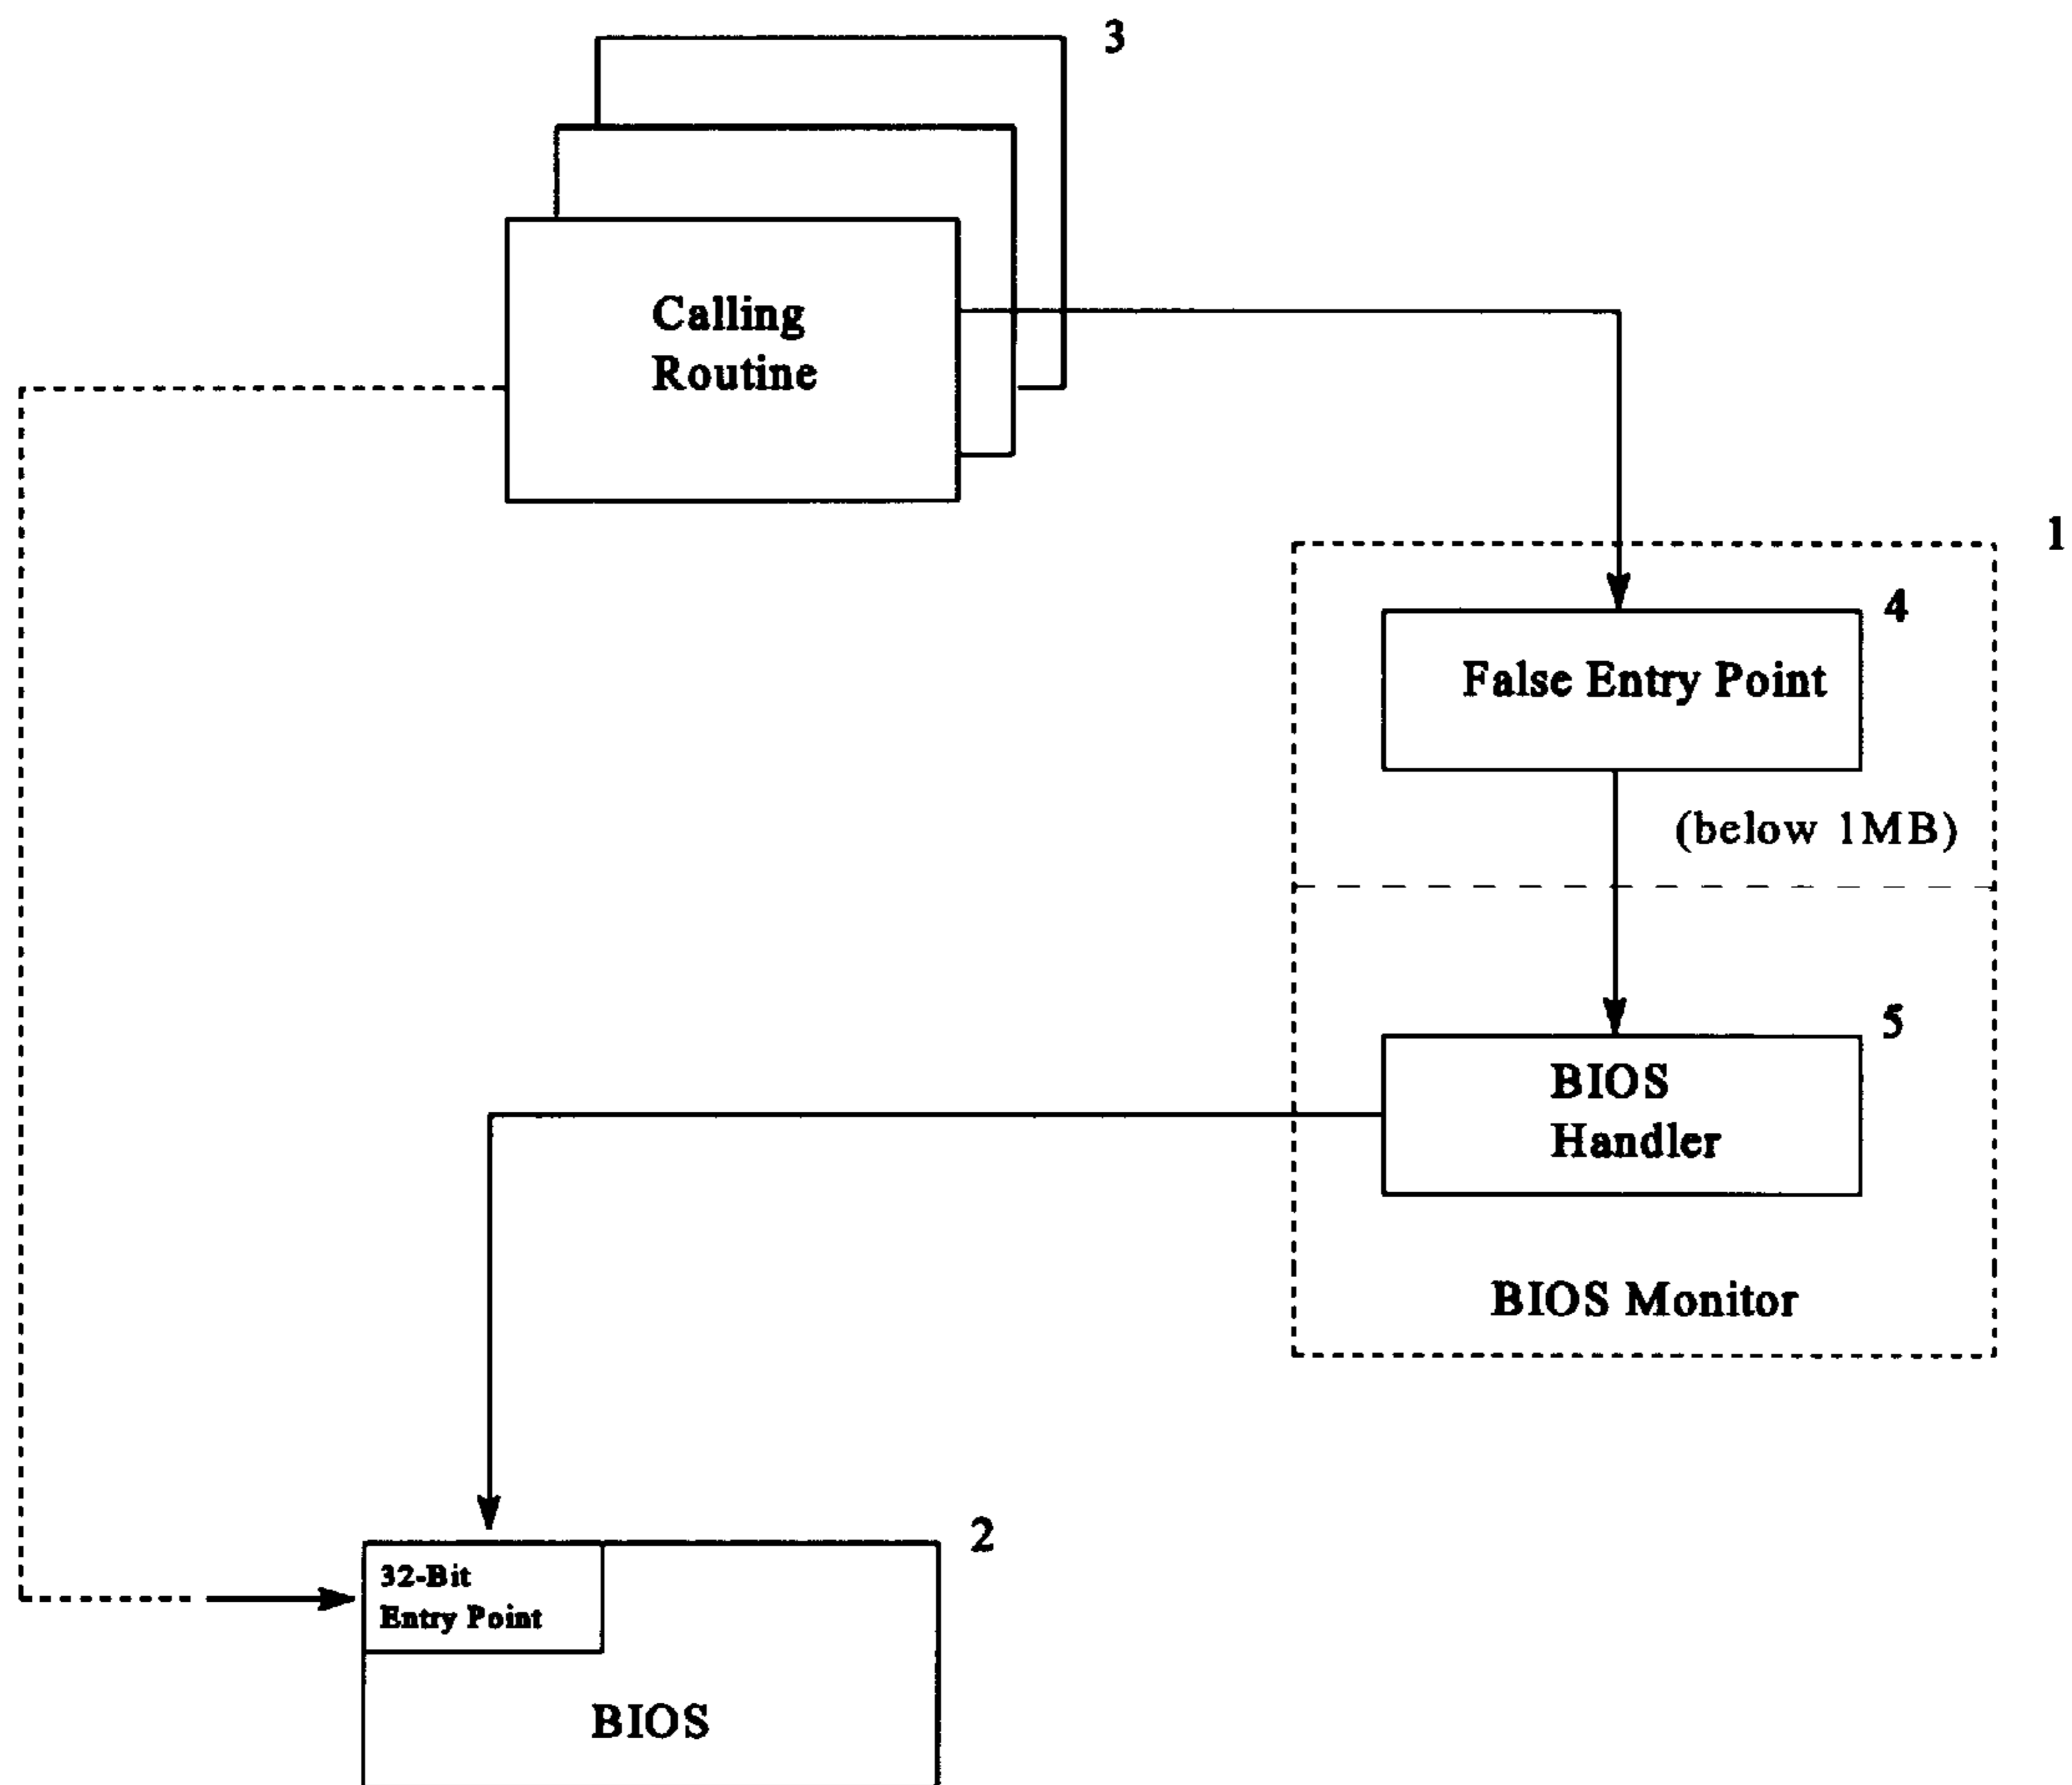 3
Calling
Routine
1
4
False Entry Point
(below 1MB)
5
BIOS
Handler
BIOS Monitor
2
32-Bit
Entry Point
BIOS